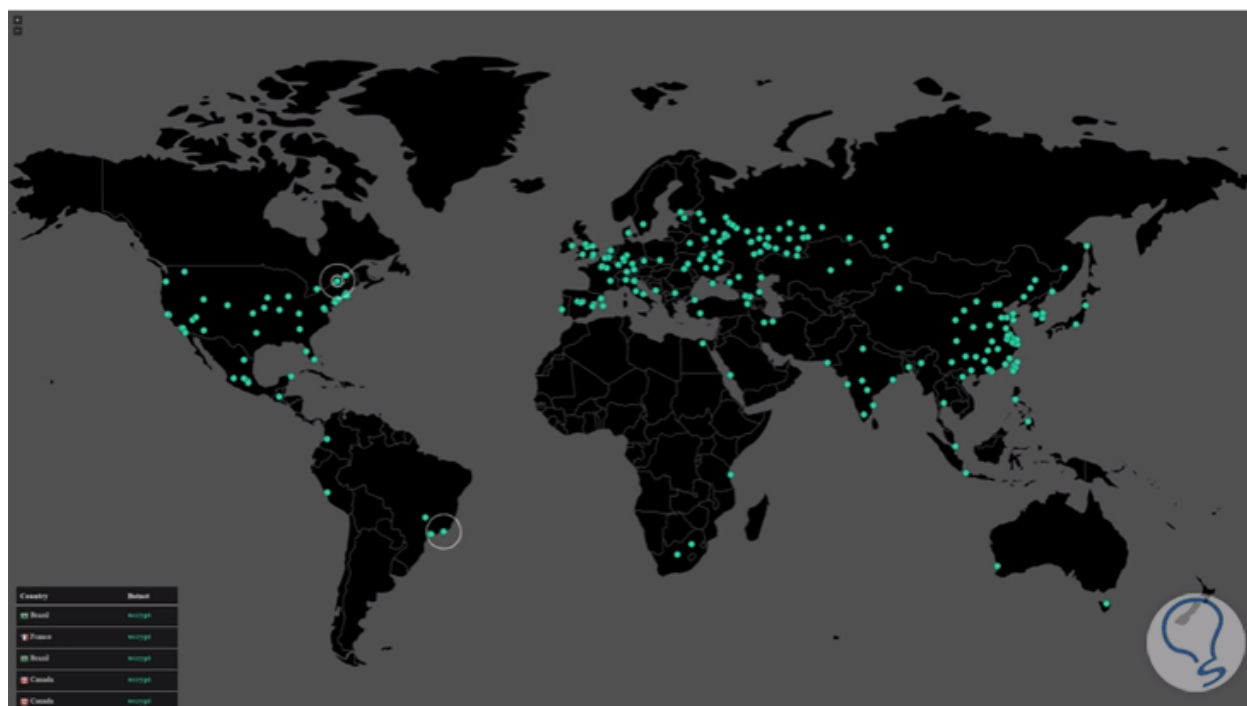 +
-
Country Botnet
Brazil wcrypt
France wcrypt
Brazil wcrypt
Canada wcrypt
Canada wcrypt